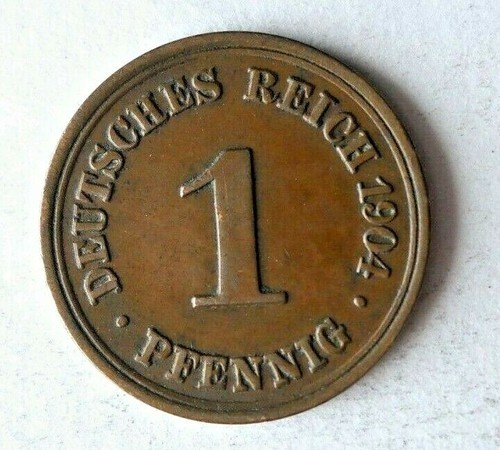 DEUTSCHES REICH 1904
1
· PFENNIG ·